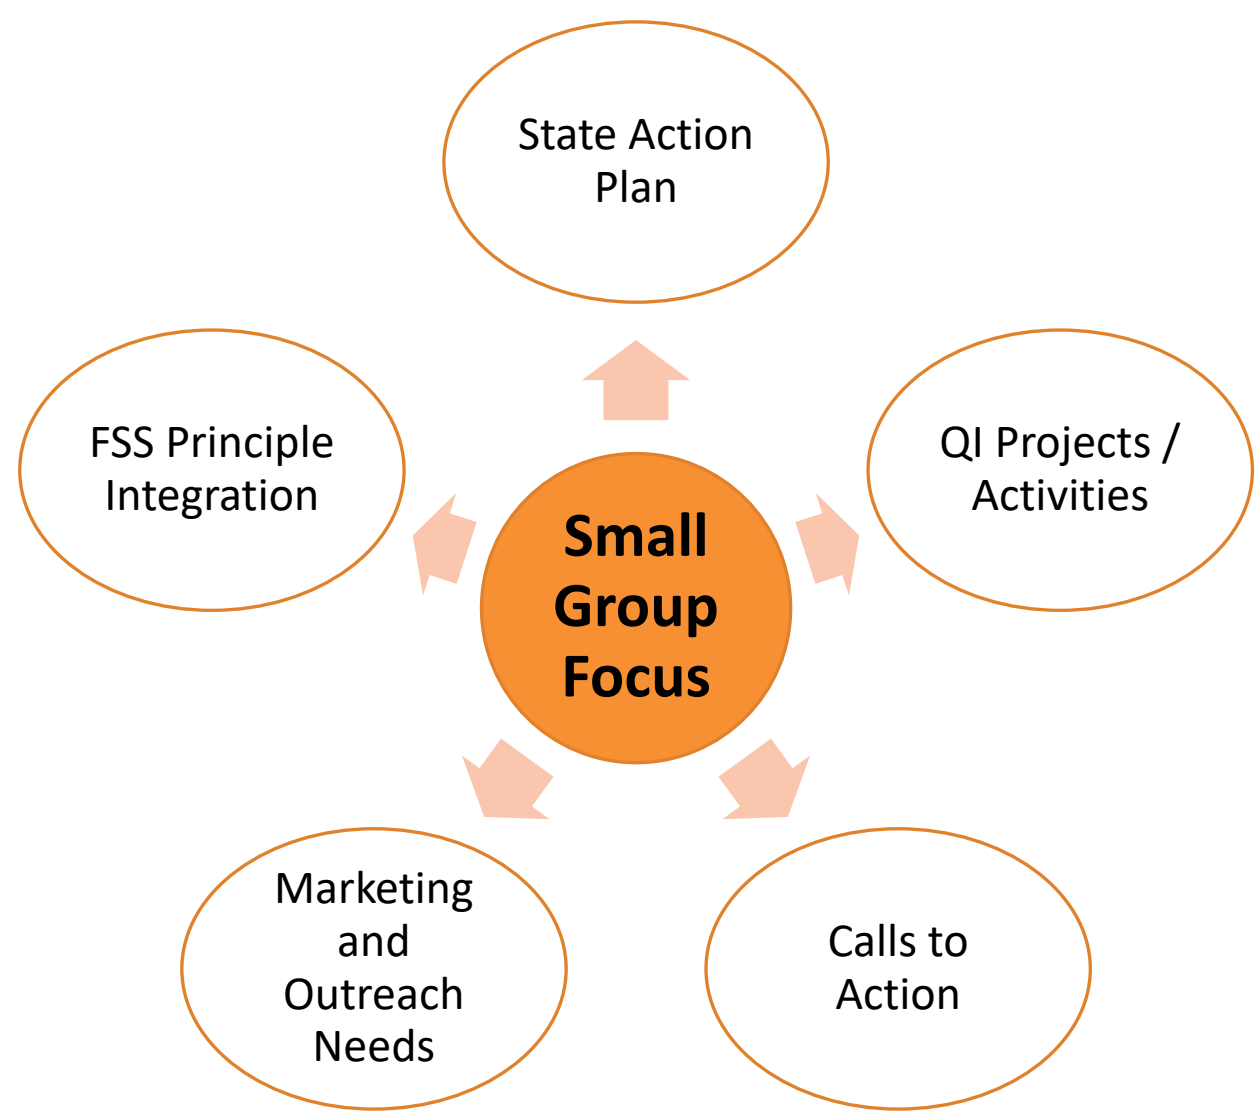 State Action
Plan
FSS Principle
Integration
QI Projects /
Activities
Small
Group
Focus
Marketing
and
Outreach
Needs
Calls to
Action